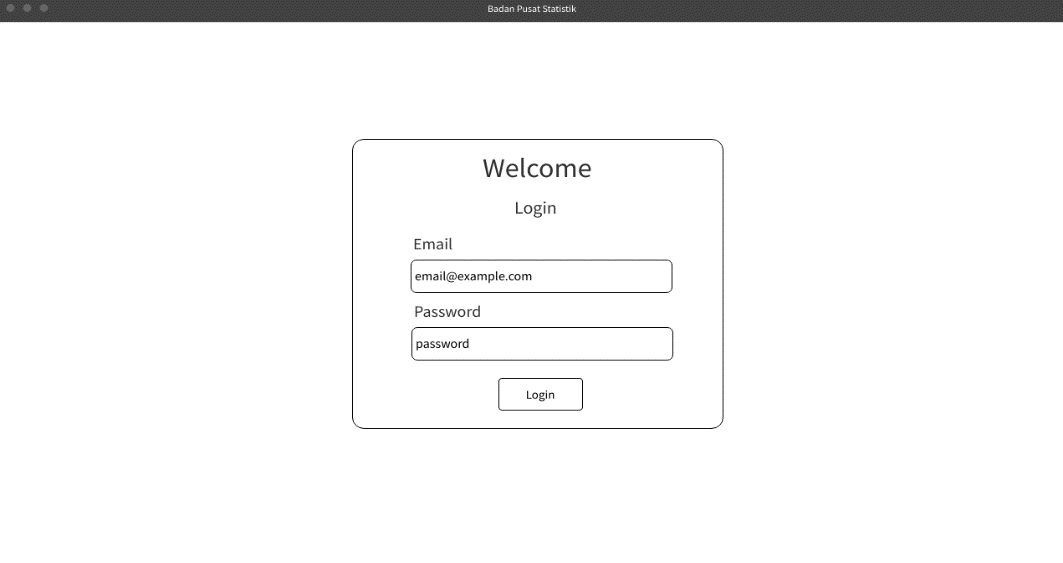 Badan Pusat Statistik
Welcome
Login
Email
email@example.com
Password
password
Login